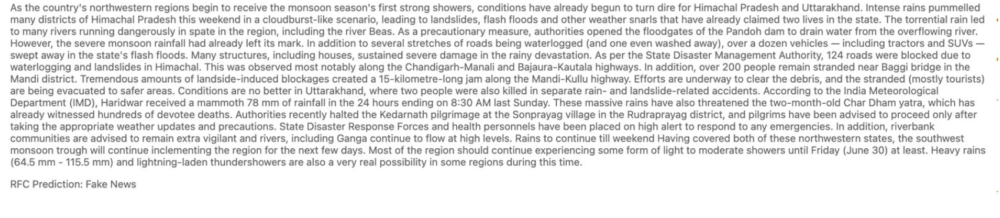 As the country's northwestern regions begin to receive the monsoon season's first strong showers, conditions have already begun to turn dire for Himachal Pradesh and Uttarakhand. Intense rains pummelled
many districts of Himachal Pradesh this weekend in a cloudburst-like scenario, leading to landslides, flash floods and other weather snarls that have already claimed two lives in the state. The torrential rain led
to many rivers running dangerously in spate in the region, including the river Beas. As a precautionary measure, authorities opened the floodgates of the Pandoh dam to drain water from the overflowing river.
However, the severe monsoon rainfall had already left its mark. In addition to several stretches of roads being waterlogged (and one even washed away), over a dozen vehicles — including tractors and SUVs —
swept away in the state's flash floods. Many structures, including houses, sustained severe damage in the rainy devastation. As per the State Disaster Management Authority, 124 roads were blocked due to
waterlogging and landslides in Himachal. This was observed most notably along the Chandigarh-Manali and Bajaura-Kautala highways. In addition, over 200 people remain stranded near Baggi bridge in the
Mandi district. Tremendous amounts of landside-induced blockages created a 15-kilometre-long jam along the Mandi-Kullu highway. Efforts are underway to clear the debris, and the stranded (mostly tourists)
are being evacuated to safer areas. Conditions are no better in Uttarakhand, where two people were also killed in separate rain- and landslide-related accidents. According to the India Meteorological
Department (IMD), Haridwar received a mammoth 78 mm of rainfall in the 24 hours ending on 8:30 AM last Sunday. These massive rains have also threatened the two-month-old Char Dham yatra, which has
already witnessed hundreds of devotee deaths. Authorities recently halted the Kedarnath pilgrimage at the Sonprayag village in the Rudraprayag district, and pilgrims have been advised to proceed only after
taking the appropriate weather updates and precautions. State Disaster Response Forces and health personnels have been placed on high alert to respond to any emergencies. In addition, riverbank
communities are advised to remain extra vigilant and rivers, including Ganga continue to flow at high levels. Rains to continue till weekend Having covered both of these northwestern states, the southwest
monsoon trough will continue inclementing the region for the next few days. Most of the region should continue experiencing some form of light to moderate showers until Friday (June 30) at least. Heavy rains
(64.5 mm - 115.5 mm) and lightning-laden thundershowers are also a very real possibility in some regions during this time.
RFC Prediction: Fake News